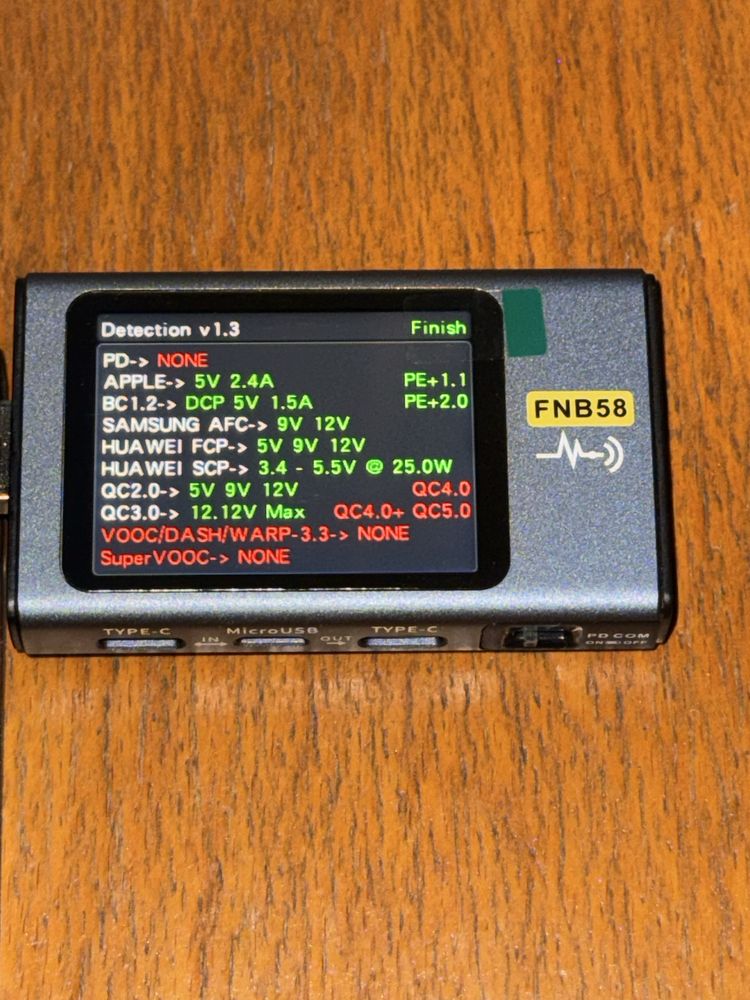 Detection v1.3 Finish
PD-> NONE
APPLE-> 5V 2.4A PE+1.1
BC1.2-> DCP 5V 1.5A PE+2.0
SAMSUNG AFC-> 9V 12V
HUAWEI FCP-> 5V 9V 12V
HUAWEI SCP-> 3.4 - 5.5V @ 25.0W
QC2.0-> 5V 9V 12V QC4.0
QC3.0-> 12.12V Max QC4.0+ QC5.0
VOOC/DASH/WARP-3.3-> NONE
SuperVOOC-> NONE
FNB58
TYPE-C IN MicroUSB OUT TYPE-C
PD COM
ON OFF